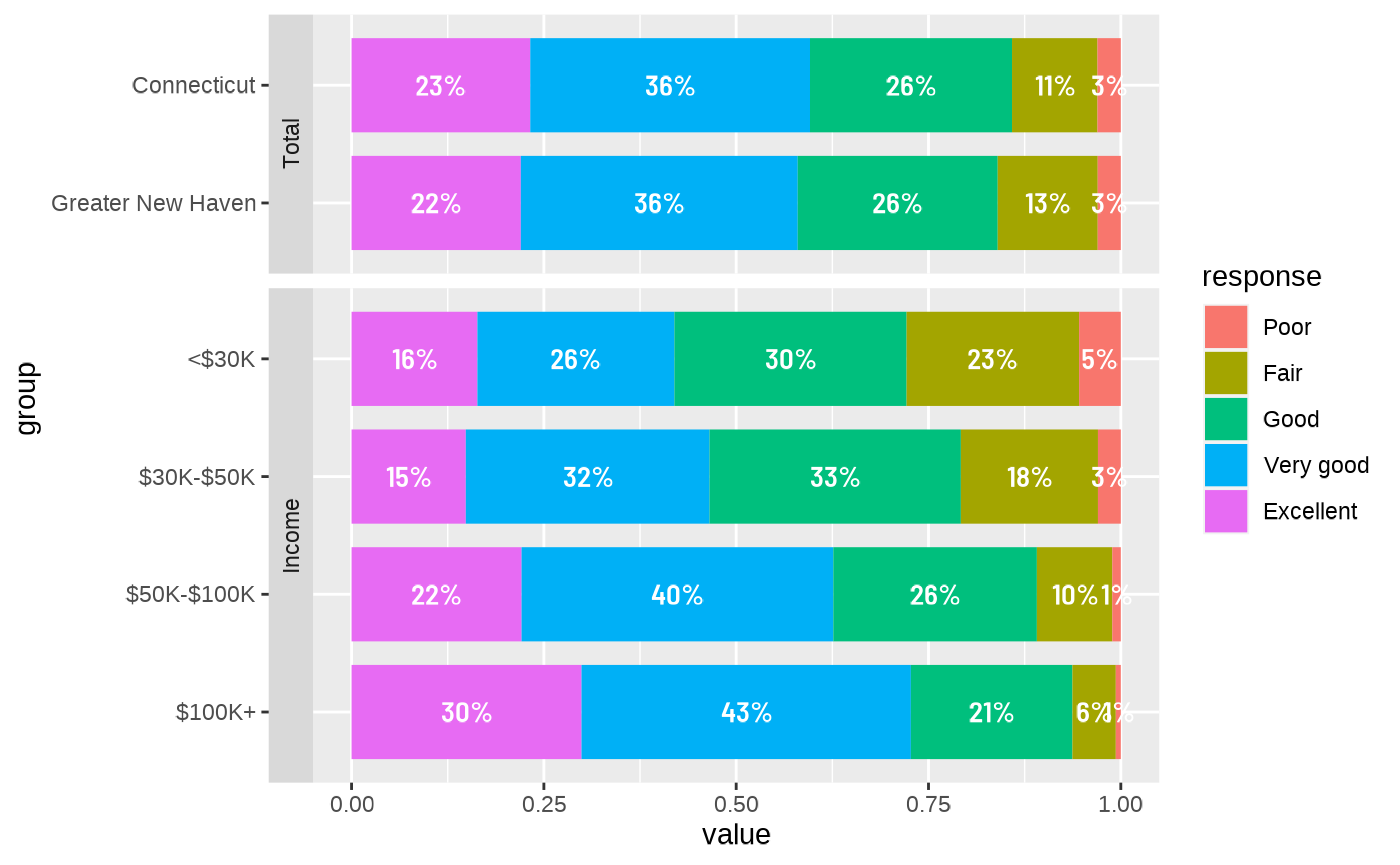 Total
Connecticut
23% 36% 26% 11% 3%
Greater New Haven
22% 36% 26% 13% 3%
group
Income
<$30K
16% 26% 30% 23% 5%
$30K-$50K
15% 32% 33% 18% 3%
$50K-$100K
22% 40% 26% 10% 1%
$100K+
30% 43% 21% 6% 1%
0.00 0.25 0.50 0.75 1.00
value
response
Poor
Fair
Good
Very good
Excellent